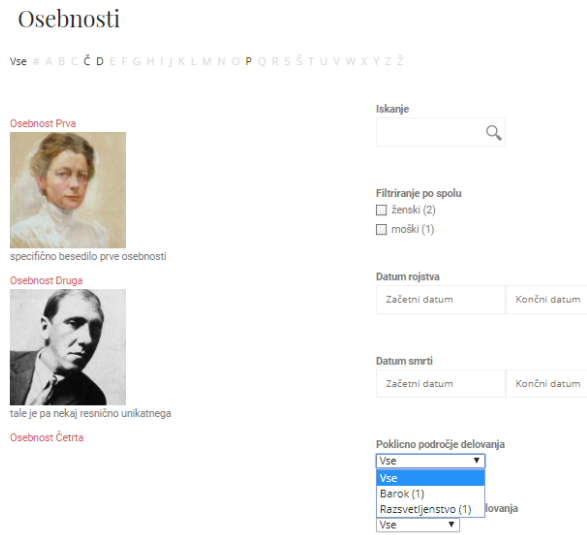 Osebnosti
Vse # A B C Č D E F G H I J K L M N O P Q R S Š T U V W X Y Z Ž
Osebnost Prva
specifično besedilo prve osebnosti
Osebnost Druga
tale je pa nekaj resnično unikatnega
Osebnost Četrta
Iskanje
Filtriranje po spolu
ženski (2)
moški (1)
Datum rojstva
Začetni datum Končni datum
Datum smrti
Začetni datum Končni datum
Poklicno področje delovanja
Vse
Vse
Barok (1)
Razsvetljenstvo (1)
lovanja
Vse